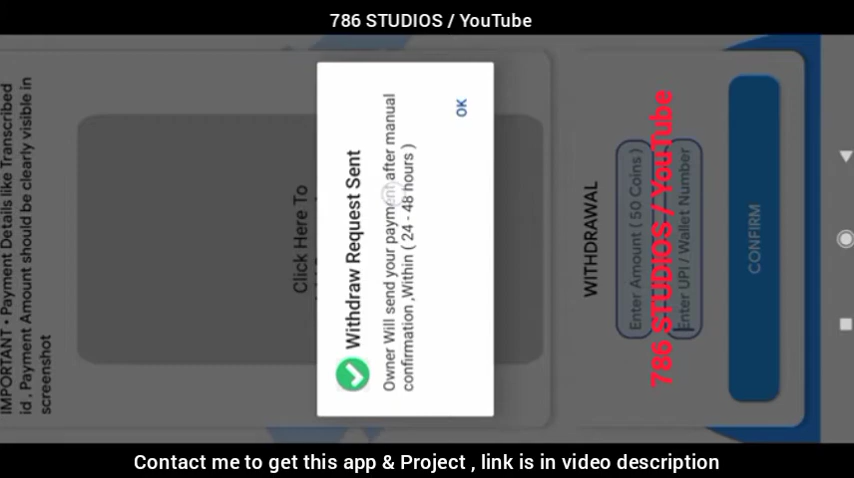 786 STUDIOS / YouTube
IMPORTANT • Payment Details like Transcribed
id , Payment Amount should be clearly visible in
screenshot
Click Here To
Withdraw Request Sent
Owner Will send your payment after manual
confirmation ,Within ( 24 - 48 hours )
OK
WITHDRAWAL
Enter Amount ( 50 Coins )
786 STUDIOS / YouTube
Enter UPI / Wallet Number
CONFIRM
Contact me to get this app & Project , link is in video description